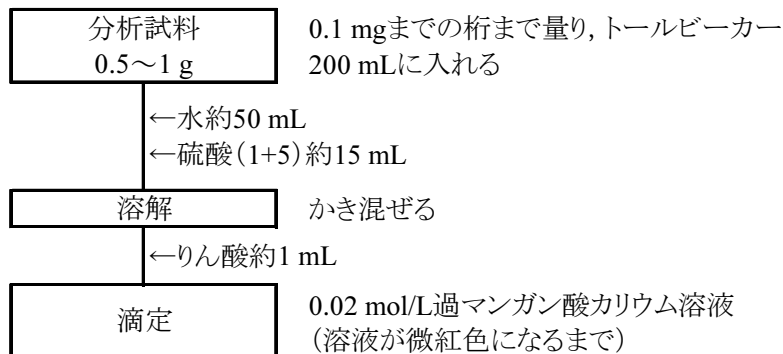 分析試料
0.5～1 g
0.1 mgまでの桁まで量り, トールビーカー
200 mLに入れる
←水約50 mL
←硫酸（1+5）約15 mL
溶解
かき混ぜる
←りん酸約1 mL
滴定
0.02 mol/L過マンガン酸カリウム溶液
（溶液が微紅色になるまで）